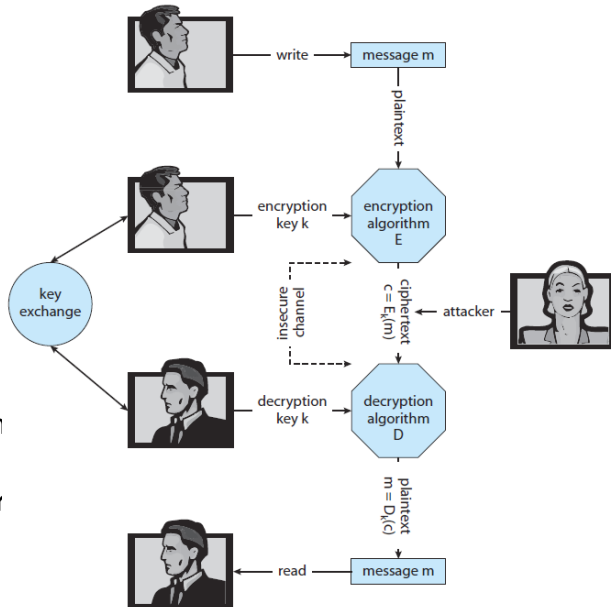 write
message m
plaintext
encryption
key k
encryption
algorithm
E
key
exchange
insecure
channel
ciphertext
c = Eₖ(m)
attacker
decryption
key k
decryption
algorithm
D
plaintext
m = Dₖ(c)
read
message m